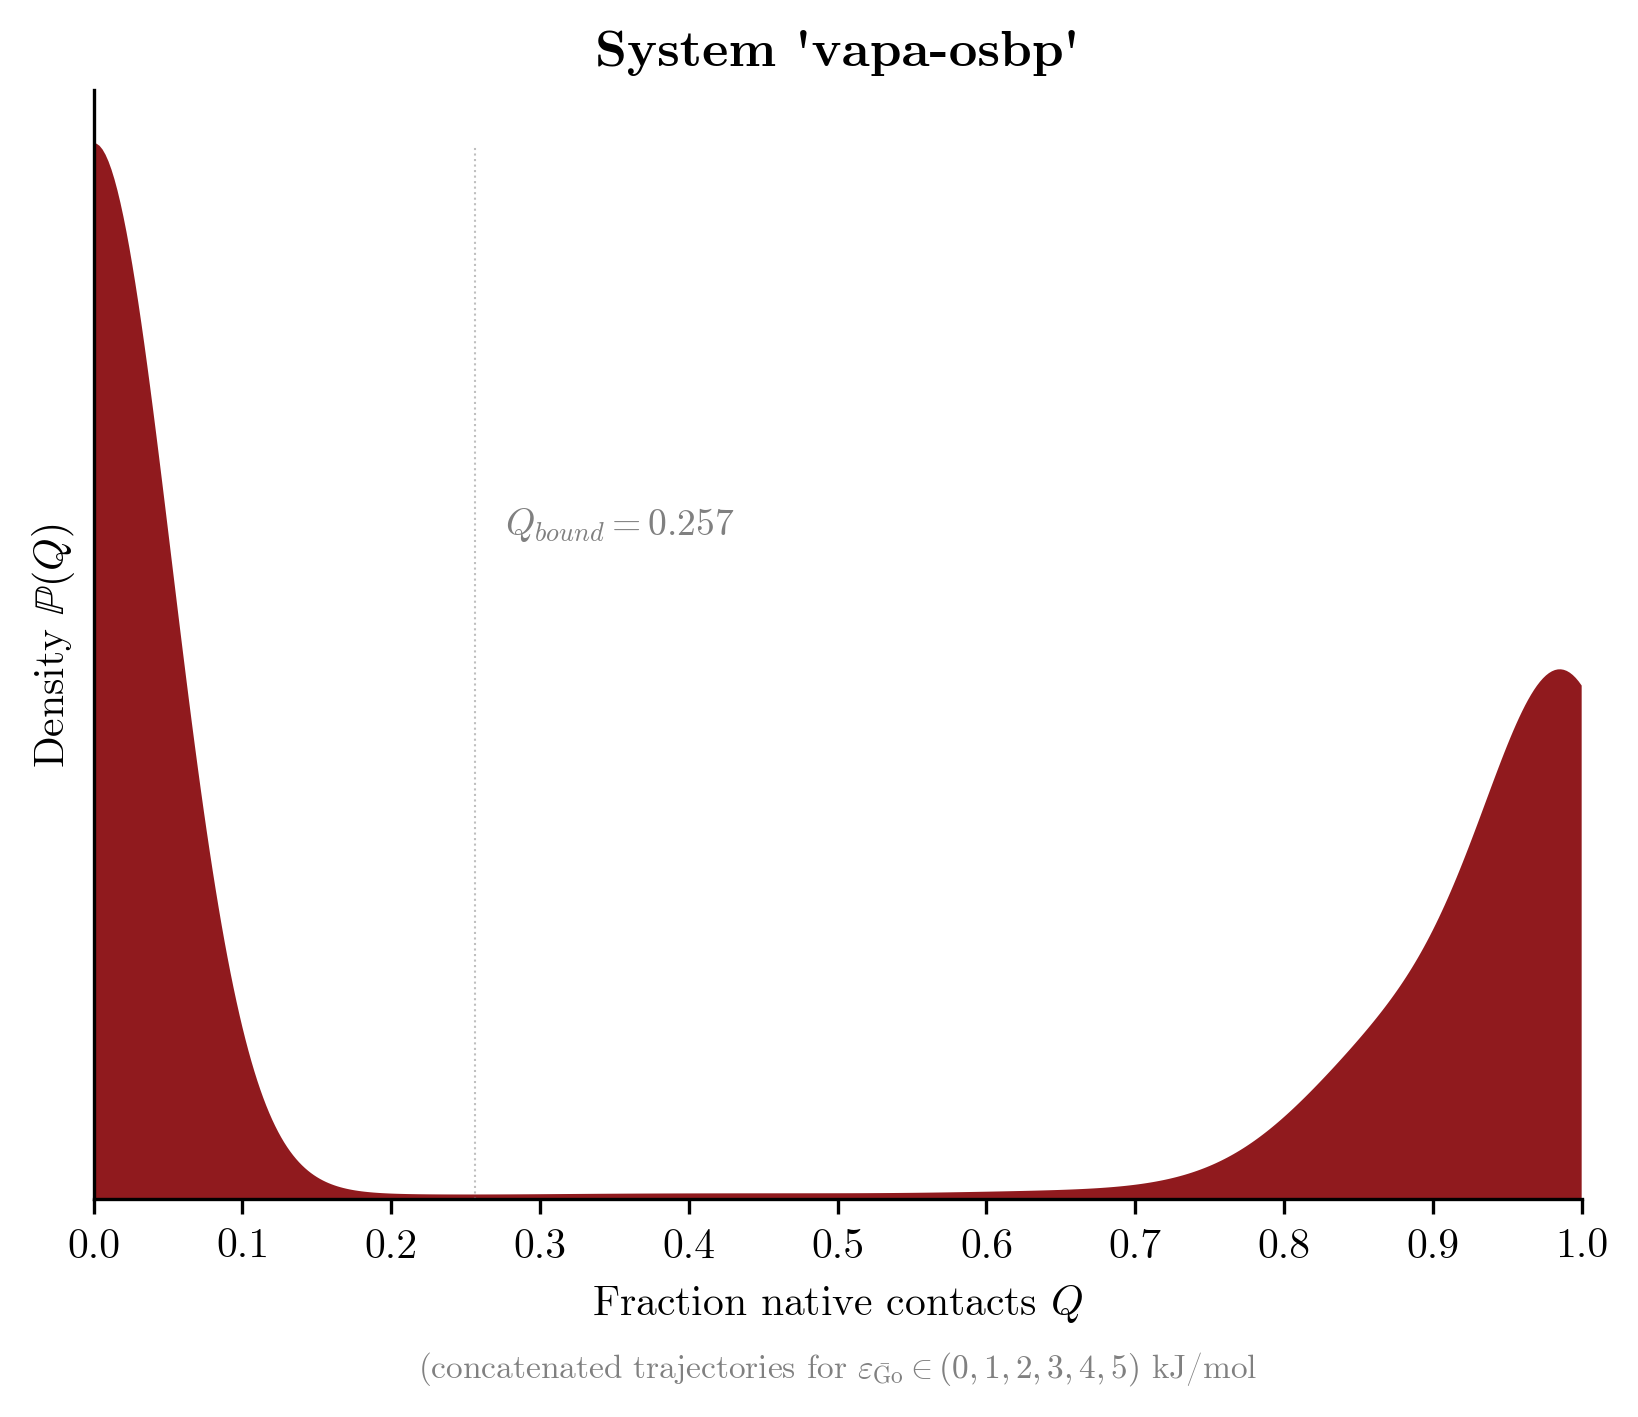 System 'vapa-osbp'
Density ℙ(Q)
Q_bound = 0.257
0.0 0.1 0.2 0.3 0.4 0.5 0.6 0.7 0.8 0.9 1.0
Fraction native contacts Q
(concatenated trajectories for ε_Ḡo ∈ (0, 1, 2, 3, 4, 5) kJ/mol